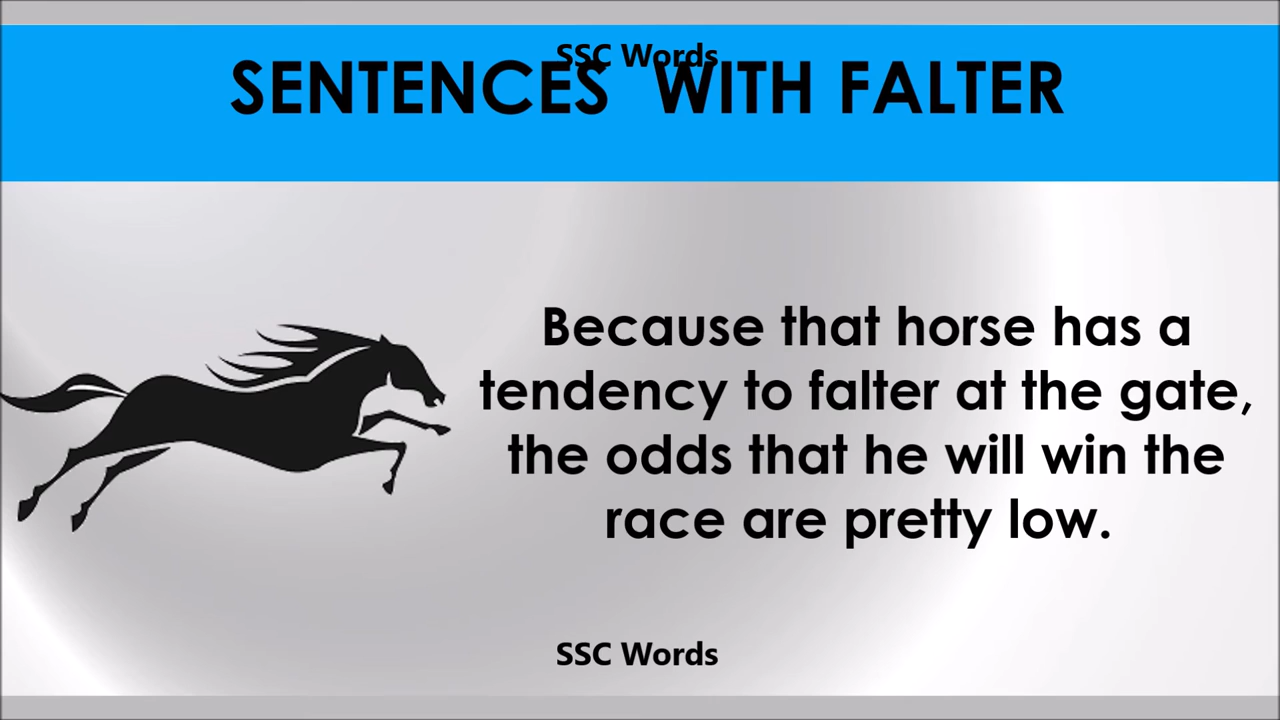 SSC Words
SENTENCES WITH FALTER
Because that horse has a
tendency to falter at the gate,
the odds that he will win the
race are pretty low.
SSC Words